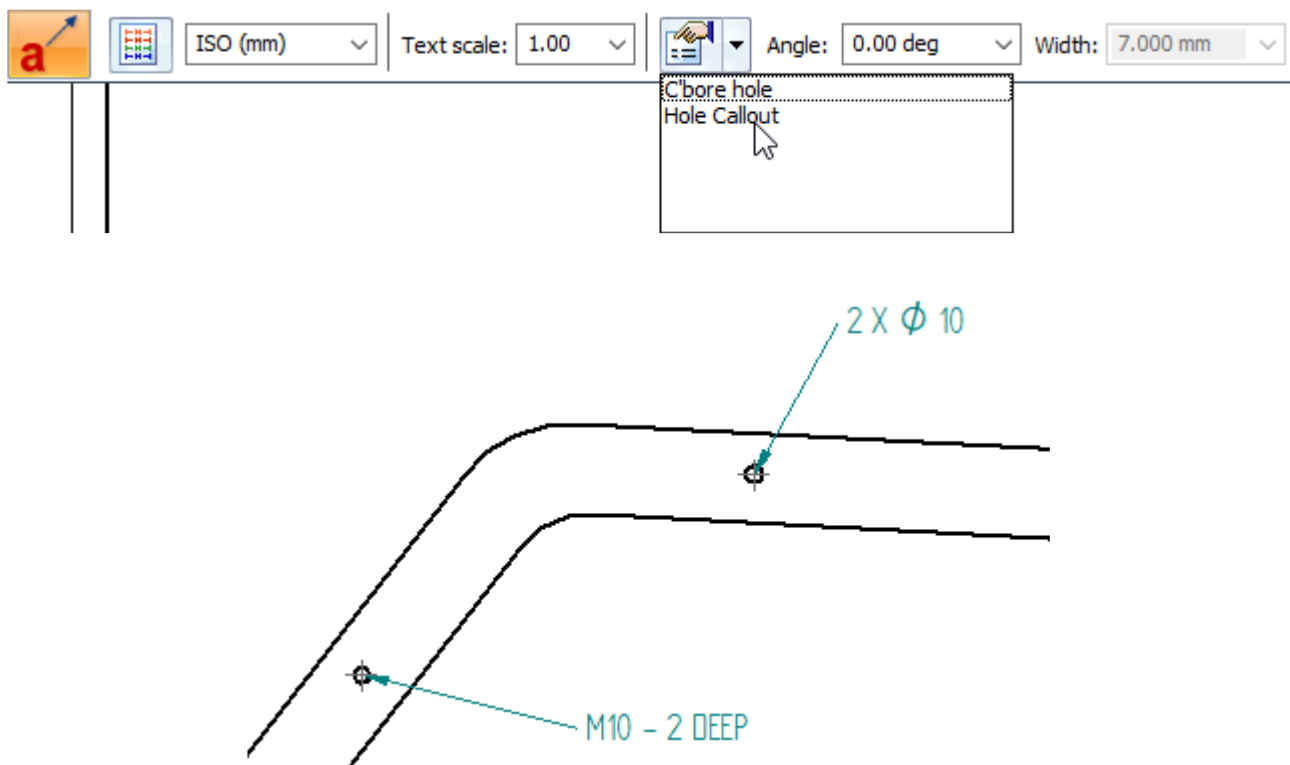 a ISO (mm) Text scale: 1.00 Angle: 0.00 deg Width: 7.000 mm
C'bore hole
Hole Callout
2 X Φ 10
M10 - 2 DEEP